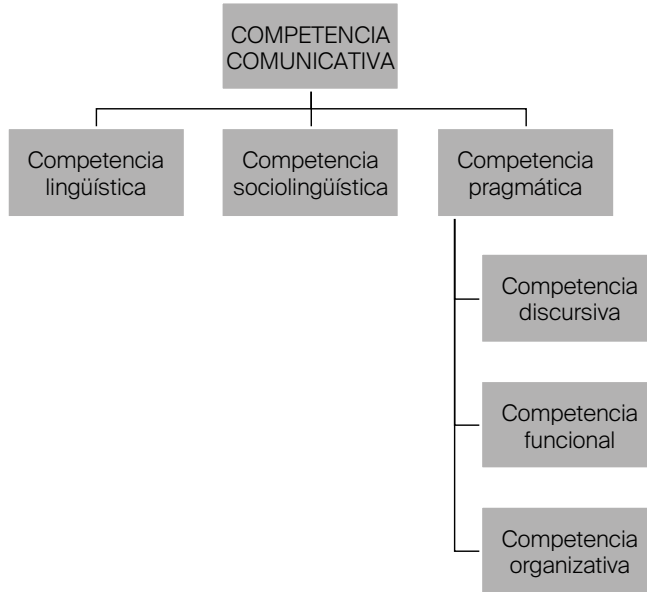 COMPETENCIA
COMUNICATIVA
Competencia
lingüística
Competencia
sociolingüística
Competencia
pragmática
Competencia
discursiva
Competencia
funcional
Competencia
organizativa